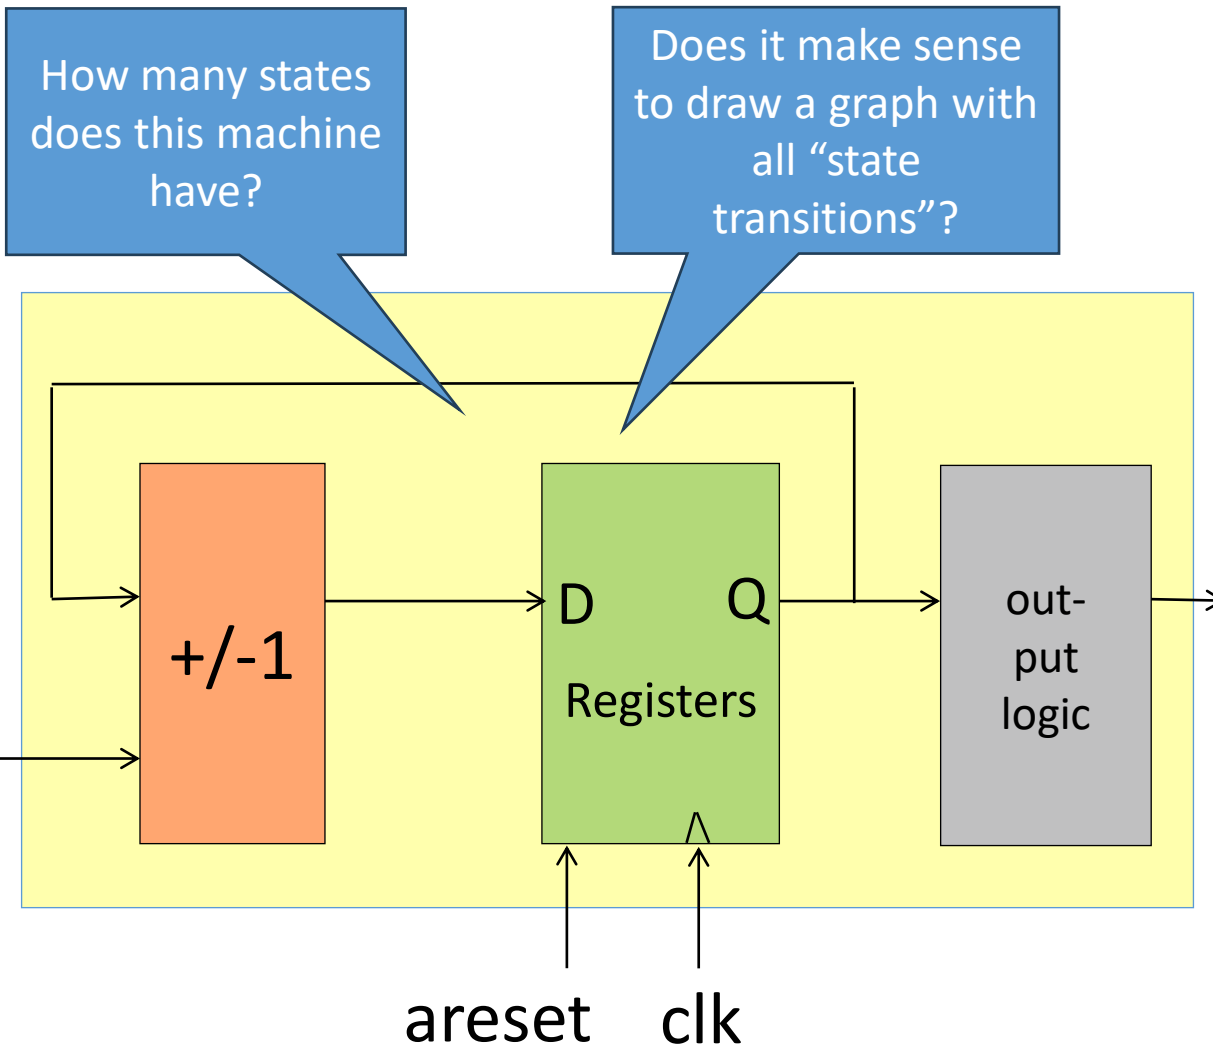 How many states
does this machine
have?
Does it make sense
to draw a graph with
all “state
transitions”?
+/-1
D
Q
Registers
out-
put
logic
areset
clk